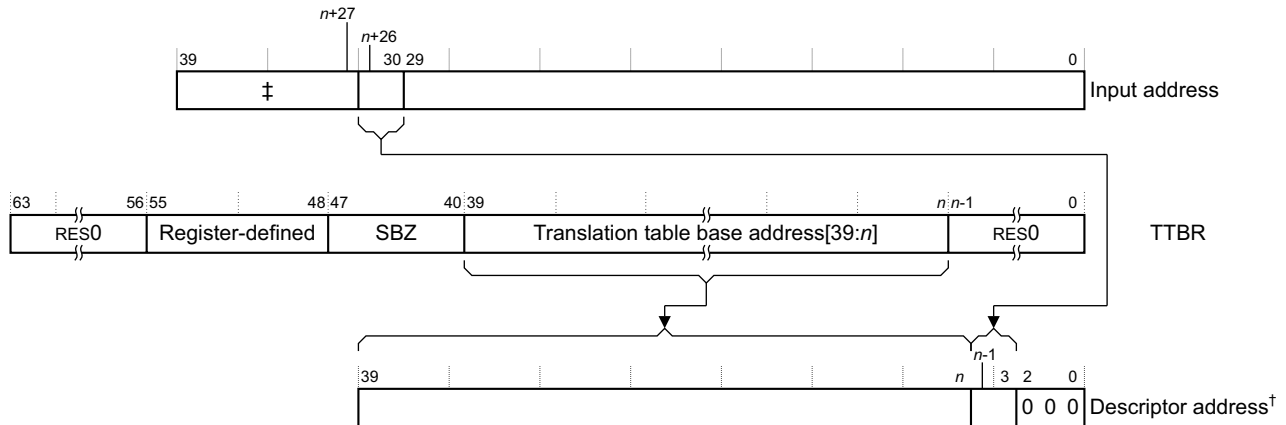 n+27
n+26
39 30 29 0
‡ Input address
63 56 55 48 47 40 39 n n-1 0
RES0 Register-defined SBZ Translation table base address[39:n] RES0 TTBR
n-1
39 n 3 2 0
0 0 0 Descriptor address†